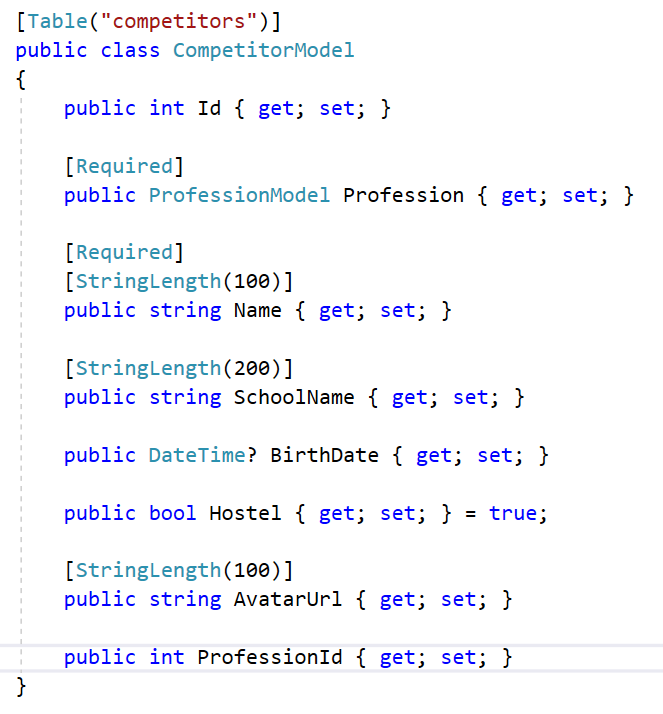 [Table("competitors")]
public class CompetitorModel
{
    public int Id { get; set; }

    [Required]
    public ProfessionModel Profession { get; set; }

    [Required]
    [StringLength(100)]
    public string Name { get; set; }

    [StringLength(200)]
    public string SchoolName { get; set; }

    public DateTime? BirthDate { get; set; }

    public bool Hostel { get; set; } = true;

    [StringLength(100)]
    public string AvatarUrl { get; set; }

    public int ProfessionId { get; set; }
}